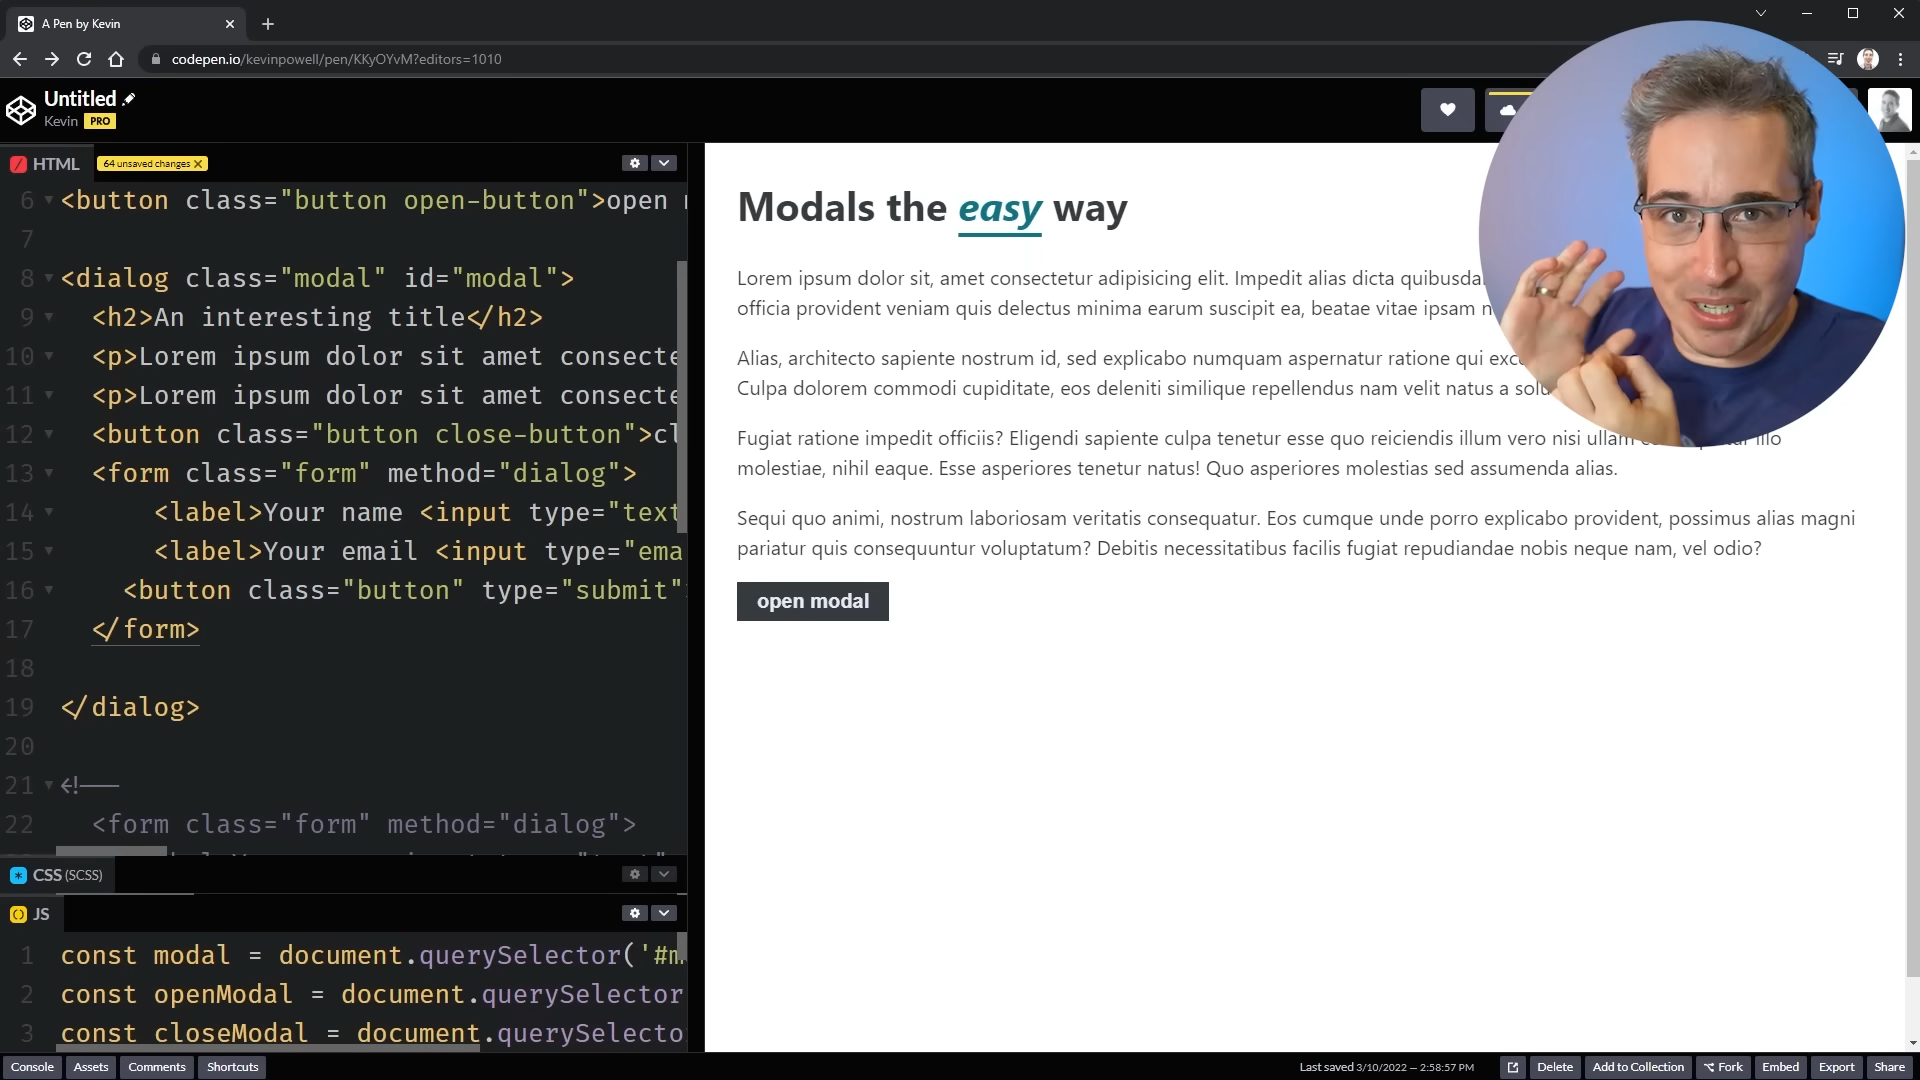 A Pen by Kevin
codepen.io/kevinpowell/pen/KKyOYvM?editors=1010
Untitled
Kevin PRO
HTML
64 unsaved changes X
6 <button class="button open-button">open
7
8 <dialog class="modal" id="modal">
9 <h2>An interesting title</h2>
10 <p>Lorem ipsum dolor sit amet consecte
11 <p>Lorem ipsum dolor sit amet consecte
12 <button class="button close-button">cl
13 <form class="form" method="dialog">
14 <label>Your name <input type="text
15 <label>Your email <input type="ema
16 <button class="button" type="submit"
17 </form>
18
19 </dialog>
20
21 <!--
22 <form class="form" method="dialog">
CSS (SCSS)
JS
1 const modal = document.querySelector('#m
2 const openModal = document.querySelector
3 const closeModal = document.querySelecto
Modals the easy way
Lorem ipsum dolor sit, amet consectetur adipisicing elit. Impedit alias dicta quibusda
officia provident veniam quis delectus minima earum suscipit ea, beatae vitae ipsam n
Alias, architecto sapiente nostrum id, sed explicabo numquam aspernatur ratione qui exc
Culpa dolorem commodi cupiditate, eos deleniti similique repellendus nam velit natus a solu
Fugiat ratione impedit officiis? Eligendi sapiente culpa tenetur esse quo reiciendis illum vero nisi ullam
molestiae, nihil eaque. Esse asperiores tenetur natus! Quo asperiores molestias sed assumenda alias.
Sequi quo animi, nostrum laboriosam veritatis consequatur. Eos cumque unde porro explicabo provident, possimus alias magni
pariatur quis consequuntur voluptatum? Debitis necessitatibus facilis fugiat repudiandae nobis neque nam, vel odio?
open modal
Console Assets Comments Shortcuts
Last saved 3/10/2022 — 2:58:57 PM
Delete Add to Collection Fork Embed Export Share